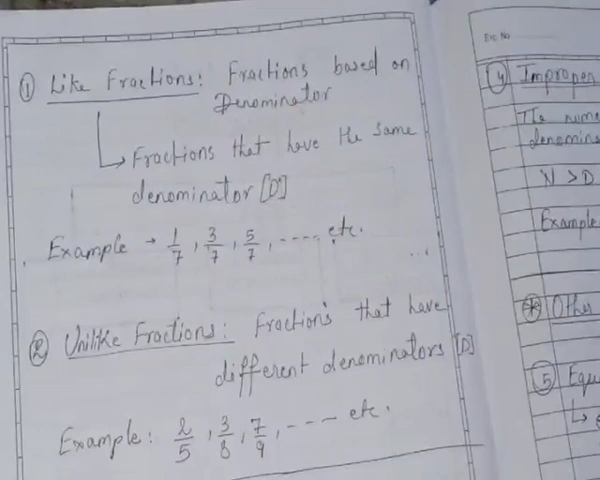 ① Like Fractions: Fractions based on
Denominator
↳ Fractions that have the same
denominator [D]
Example → 1/7, 3/7, 5/7, ---- etc.
② Unlike Fractions: Fractions that have
different denominators [D]
Example: 2/5, 3/8, 7/9, ---- etc.
Exp. No
④ Improper
The nume
denomina
N > D
Example
* Other
⑤ Equ